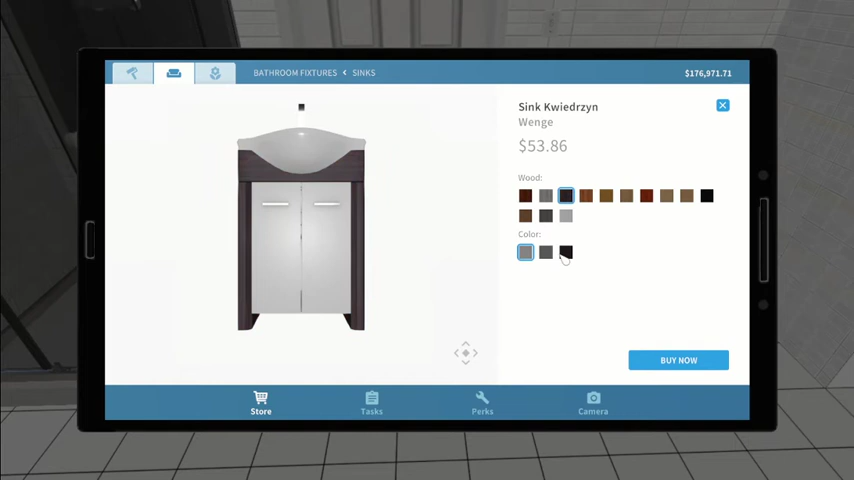 BATHROOM FIXTURES < SINKS
$176,971.71
Sink Kwiedrzyn
Wenge
$53.86
Wood:
Color:
BUY NOW
Store
Tasks
Perks
Camera